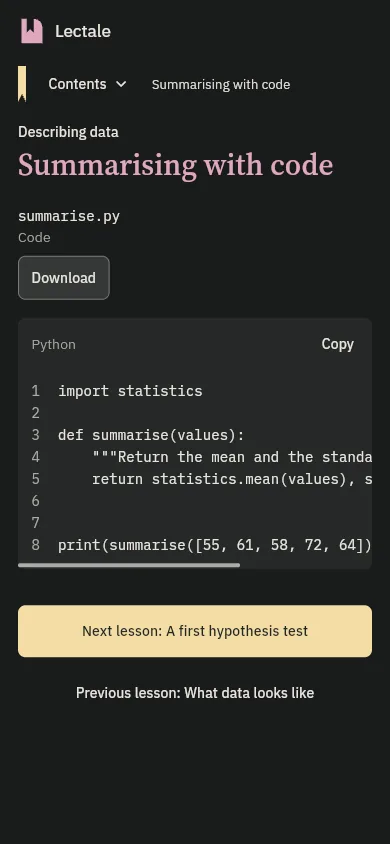 Lectale
Contents
Summarising with code
Describing data
Summarising with code
summarise.py
Code
Download
Python
Copy
1 import statistics
2
3 def summarise(values):
4     """Return the mean and the standa
5     return statistics.mean(values), s
6
7
8 print(summarise([55, 61, 58, 72, 64])
Next lesson: A first hypothesis test
Previous lesson: What data looks like